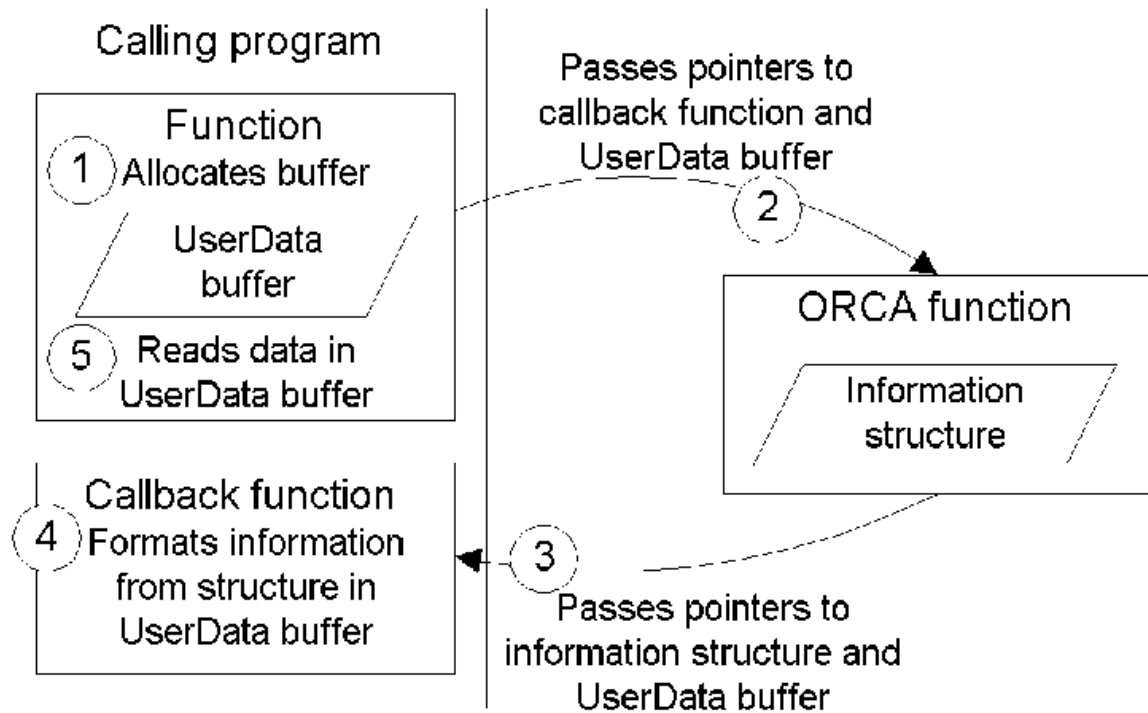 Calling program
Function
1
Allocates buffer
UserData
buffer
5
Reads data in
UserData buffer
Passes pointers to
callback function and
UserData buffer
2
ORCA function
Information
structure
3
Passes pointers to
information structure and
UserData buffer
Callback function
4
Formats information
from structure in
UserData buffer